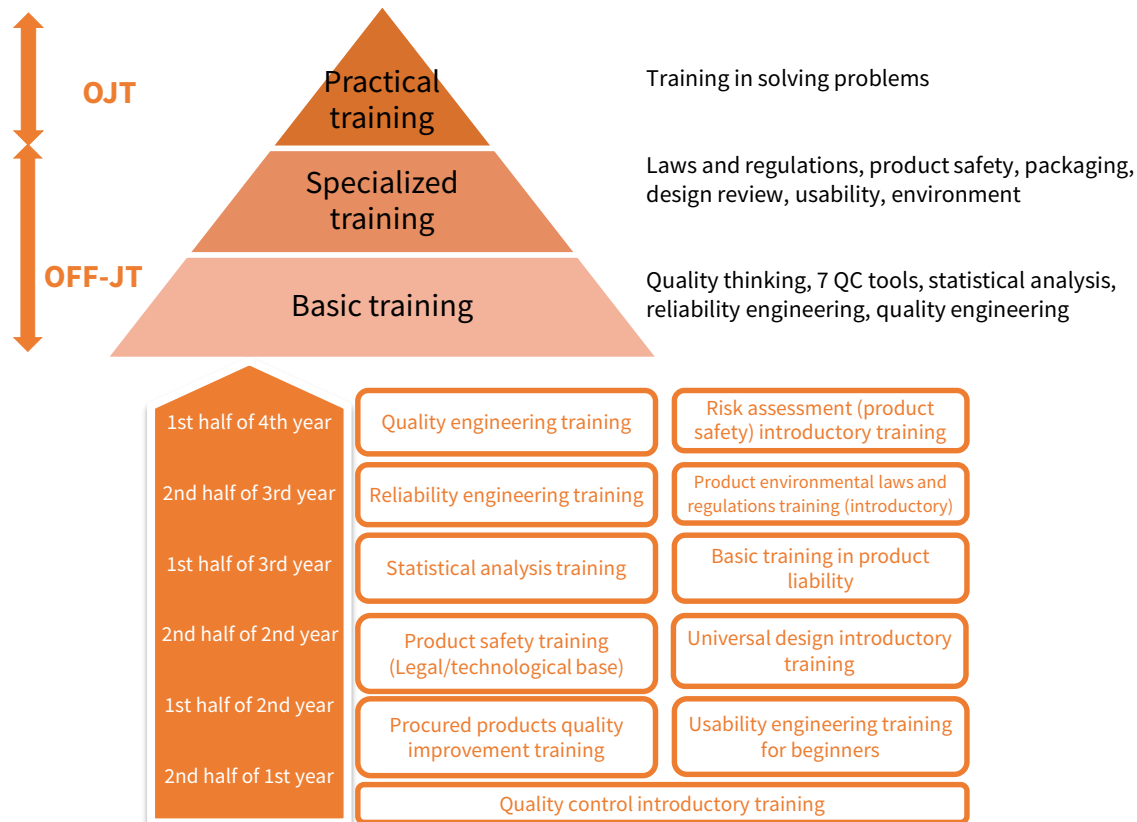 OJT
Practical
training
Training in solving problems
Specialized
training
Laws and regulations, product safety, packaging,
design review, usability, environment
OFF-JT
Basic training
Quality thinking, 7 QC tools, statistical analysis,
reliability engineering, quality engineering
1st half of 4th year
Quality engineering training
Risk assessment (product
safety) introductory training
2nd half of 3rd year
Reliability engineering training
Product environmental laws and
regulations training (introductory)
1st half of 3rd year
Statistical analysis training
Basic training in product
liability
2nd half of 2nd year
Product safety training
(Legal/technological base)
Universal design introductory
training
1st half of 2nd year
Procured products quality
improvement training
Usability engineering training
for beginners
2nd half of 1st year
Quality control introductory training